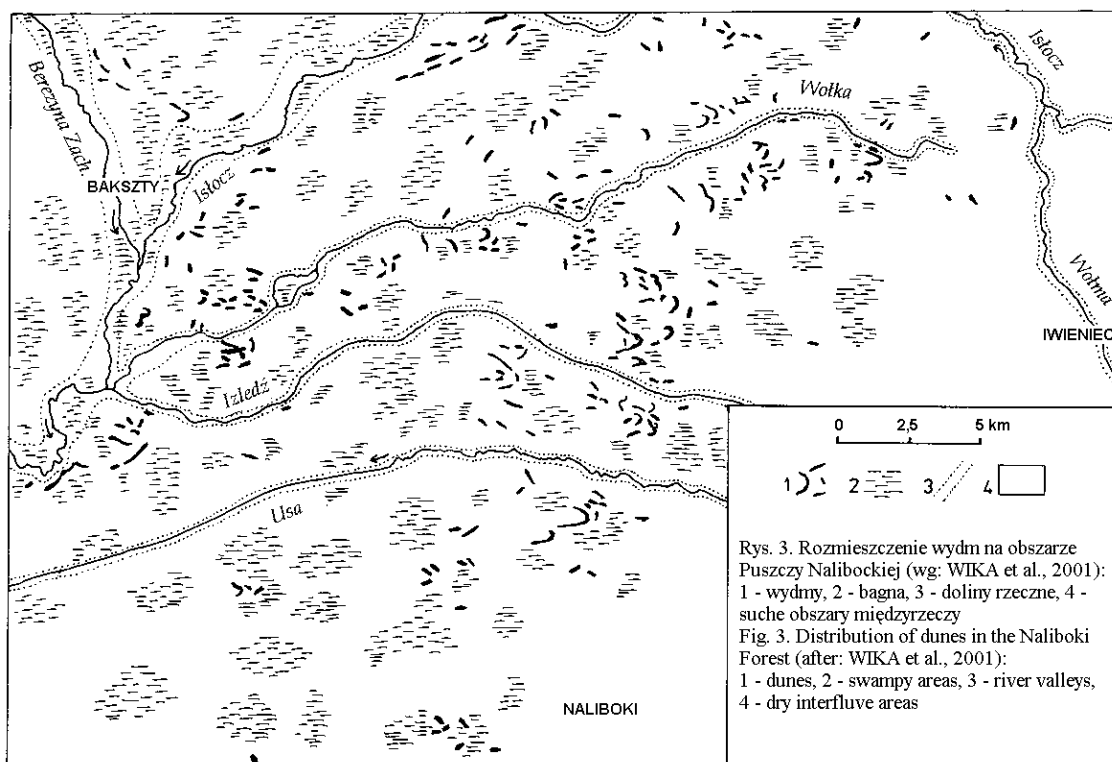 Isłocz
Wołka
Berezyna Zach.
BAKSZTY
Isłocz
Wołma
IWIENIEC
Izledź
Usa
NALIBOKI
0 2,5 5 km
1 2 3 4
Rys. 3. Rozmieszczenie wydm na obszarze
Puszczy Nalibockiej (wg: WIKA et al., 2001):
1 - wydmy, 2 - bagna, 3 - doliny rzeczne, 4 -
suche obszary międzyrzeczy
Fig. 3. Distribution of dunes in the Naliboki
Forest (after: WIKA et al., 2001):
1 - dunes, 2 - swampy areas, 3 - river valleys,
4 - dry interfluve areas